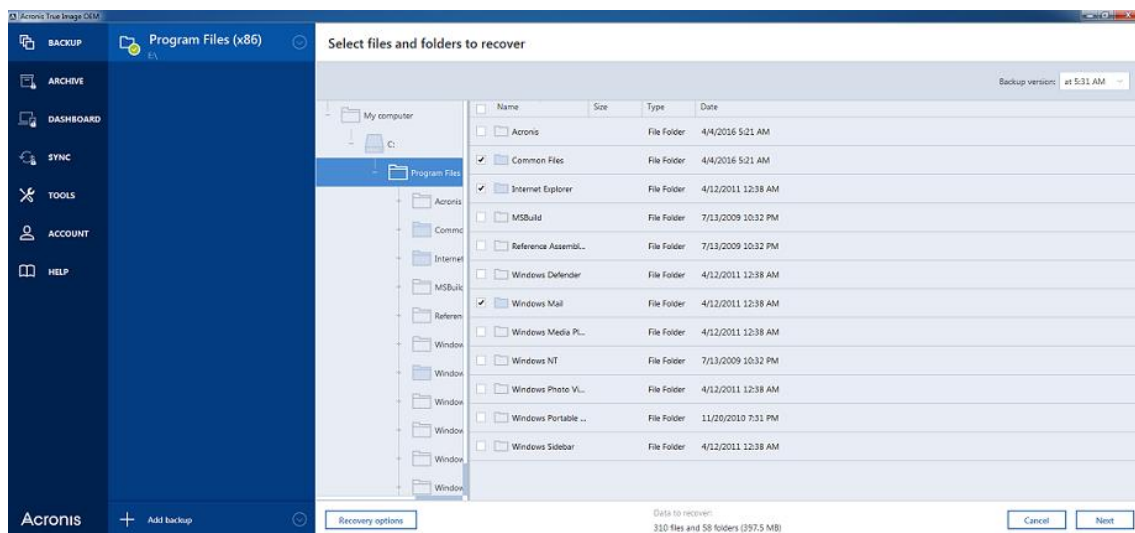 Acronis True Image OEM
BACKUP
Program Files (x86)
E:\
Select files and folders to recover
ARCHIVE
Backup version: at 5:31 AM
DASHBOARD
SYNC
TOOLS
ACCOUNT
HELP
My computer
C:
Program Files
Acronis
Commo
Internet
MSBuild
Referen
Window
Window
Window
Window
Window
Window
Name Size Type Date
Acronis File Folder 4/4/2016 5:21 AM
Common Files File Folder 4/4/2016 5:21 AM
Internet Explorer File Folder 4/12/2011 12:38 AM
MSBuild File Folder 7/13/2009 10:32 PM
Reference Assembl... File Folder 7/13/2009 10:32 PM
Windows Defender File Folder 4/12/2011 12:38 AM
Windows Mail File Folder 4/12/2011 12:38 AM
Windows Media Pl... File Folder 4/12/2011 12:38 AM
Windows NT File Folder 7/13/2009 10:32 PM
Windows Photo Vi... File Folder 4/12/2011 12:38 AM
Windows Portable ... File Folder 11/20/2010 7:31 PM
Windows Sidebar File Folder 4/12/2011 12:38 AM
Acronis
Add backup
Recovery options
Data to recover:
310 files and 58 folders (397.5 MB)
Cancel
Next